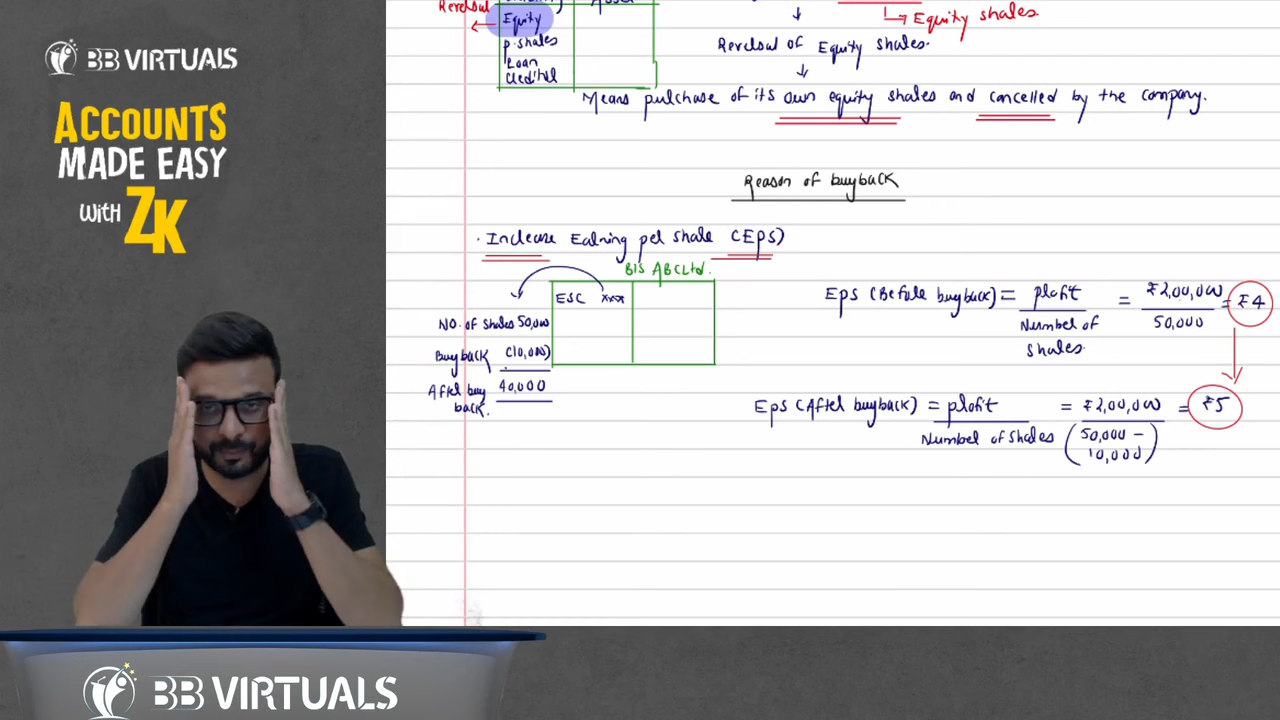 BB VIRTUALS
ACCOUNTS
MADE EASY
WITH ZK
Reversal
Equity
p. shares
Loan
Creditor
Asset
Equity shares.
Reversal of Equity shares.
Means purchase of its own equity shares and cancelled by the company.
Reason of buyback
. Increase Earning per share (EPS)
B/S ABC Ltd.
ESC xxx
No. of shares 50,000
Buyback (10,000)
After buy back. 40,000
Eps (Before buyback) = profit / Number of shares = ₹2,00,000 / 50,000 = ₹4
Eps (After buyback) = profit / Number of shares = ₹2,00,000 / (50,000 - 10,000) = ₹5
BB VIRTUALS